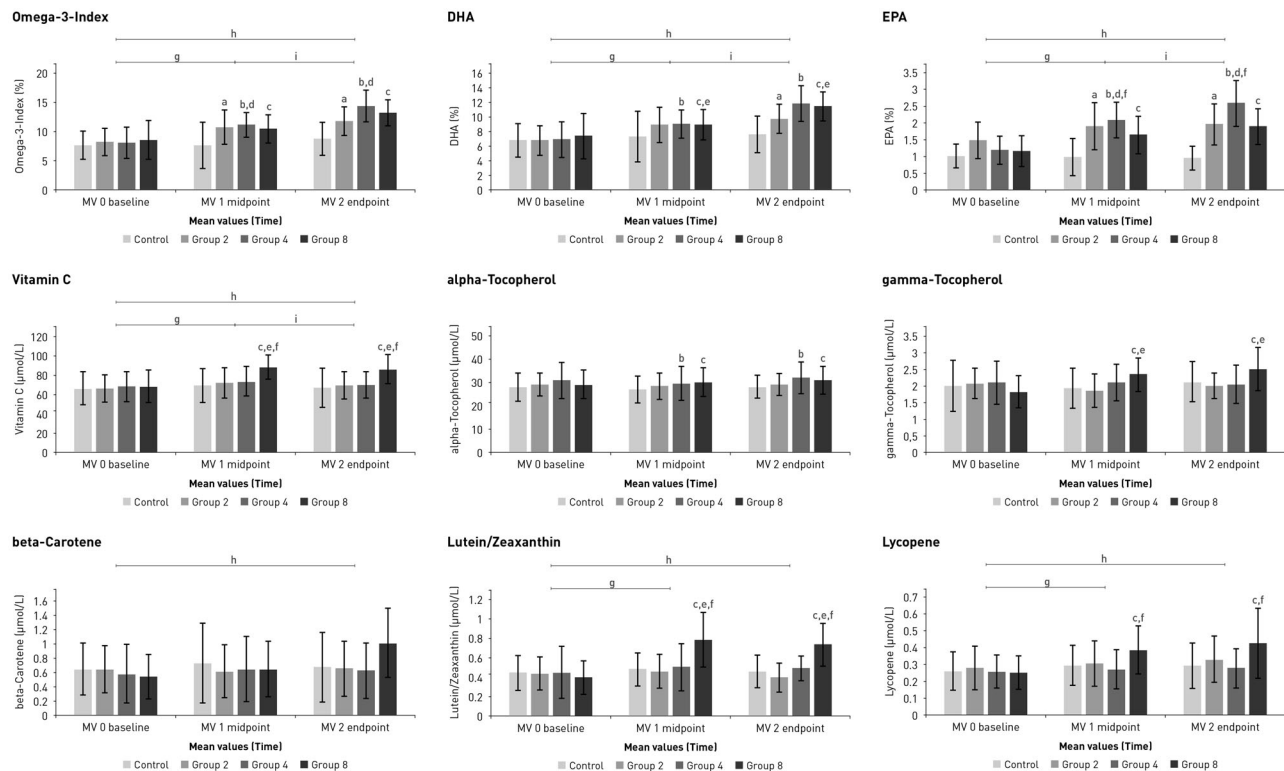 Omega-3-Index
h
g
i
Omega-3-Index (%)
20
15
10
5
0
a
b,d
c
a
b,d
c
MV 0 baseline
MV 1 midpoint
MV 2 endpoint
Mean values (Time)
Control
Group 2
Group 4
Group 8
DHA
h
g
i
DHA (%)
16
14
12
10
8
6
4
2
0
b
c,e
a
b
c,e
MV 0 baseline
MV 1 midpoint
MV 2 endpoint
Mean values (Time)
Control
Group 2
Group 4
Group 8
EPA
h
g
i
EPA (%)
3.5
3
2.5
2
1.5
1
0.5
0
a
b,d,f
c
a
b,d,f
c
MV 0 baseline
MV 1 midpoint
MV 2 endpoint
Mean values (Time)
Control
Group 2
Group 4
Group 8
Vitamin C
h
g
i
Vitamin C (µmol/L)
120
100
80
60
40
20
0
c,e,f
c,e,f
MV 0 baseline
MV 1 midpoint
MV 2 endpoint
Mean values (Time)
Control
Group 2
Group 4
Group 8
alpha-Tocopherol
alpha-Tocopherol (µmol/L)
50
40
30
20
10
0
b
c
b
c
MV 0 baseline
MV 1 midpoint
MV 2 endpoint
Mean values (Time)
Control
Group 2
Group 4
Group 8
gamma-Tocopherol
gamma-Tocopherol (µmol/L)
3.5
3
2.5
2
1.5
1
0,5
0
c,e
c,e
MV 0 baseline
MV 1 midpoint
MV 2 endpoint
Mean values (Time)
Control
Group 2
Group 4
Group 8
beta-Carotene
h
beta-Carotene (µmol/L)
1.6
1.4
1.2
1
0.8
0.6
0.4
0.2
0
MV 0 baseline
MV 1 midpoint
MV 2 endpoint
Mean values (Time)
Control
Group 2
Group 4
Group 8
Lutein/Zeaxanthin
h
g
Lutein/Zeaxanthin (µmol/L)
1.2
1
0.8
0.6
0.4
0.2
0
c,e,f
c,e,f
MV 0 baseline
MV 1 midpoint
MV 2 endpoint
Mean values (Time)
Control
Group 2
Group 4
Group 8
Lycopene
h
g
Lycopene (µmol/L)
0.7
0.6
0.5
0.4
0.3
0.2
0.1
0
c,f
c,f
MV 0 baseline
MV 1 midpoint
MV 2 endpoint
Mean values (Time)
Control
Group 2
Group 4
Group 8